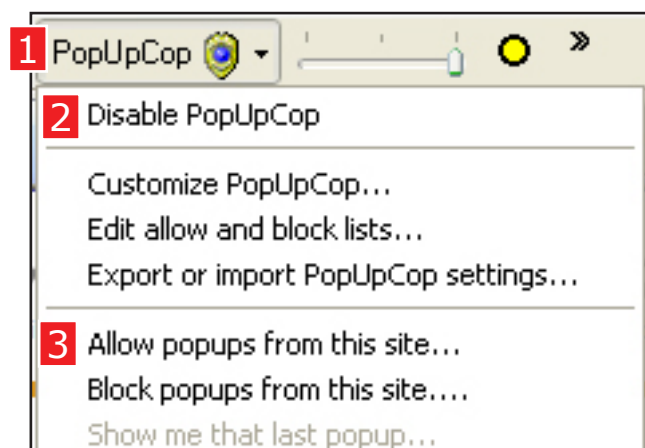 1 PopUpCop »
2 Disable PopUpCop
Customize PopUpCop...
Edit allow and block lists...
Export or import PopUpCop settings...
3 Allow popups from this site...
Block popups from this site....
Show me that last popup...